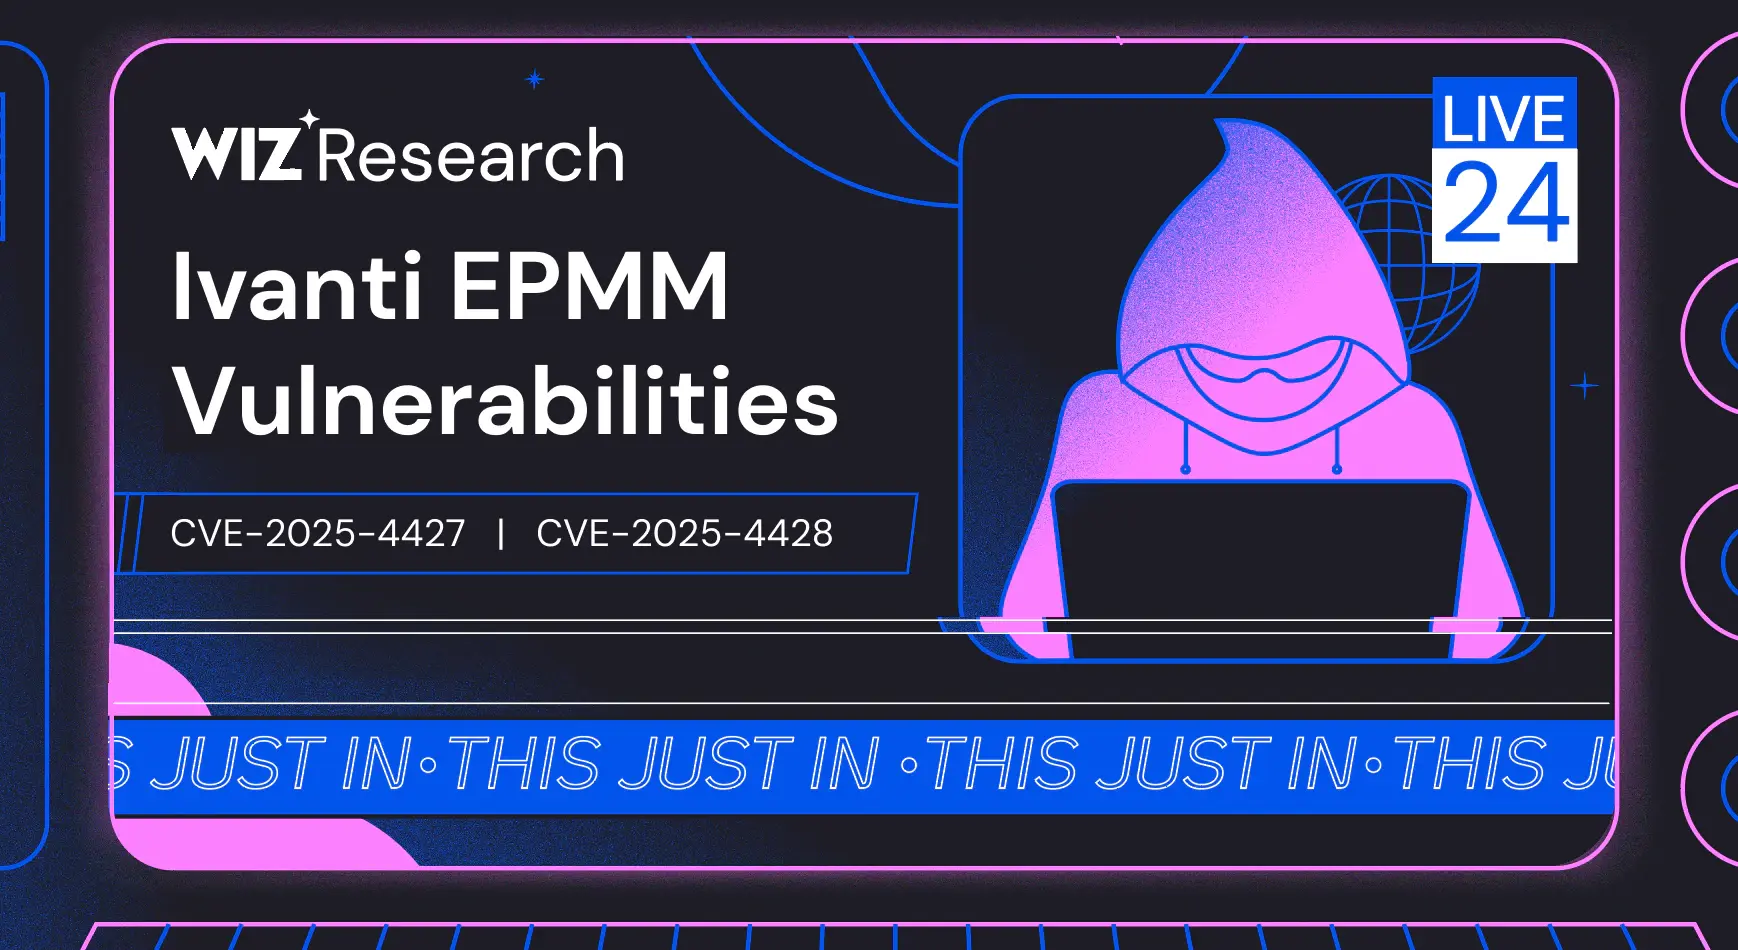 WIZ Research
Ivanti EPMM
Vulnerabilities
CVE-2025-4427 | CVE-2025-4428
LIVE
24
S JUST IN • THIS JUST IN • THIS JUST IN • THIS JU